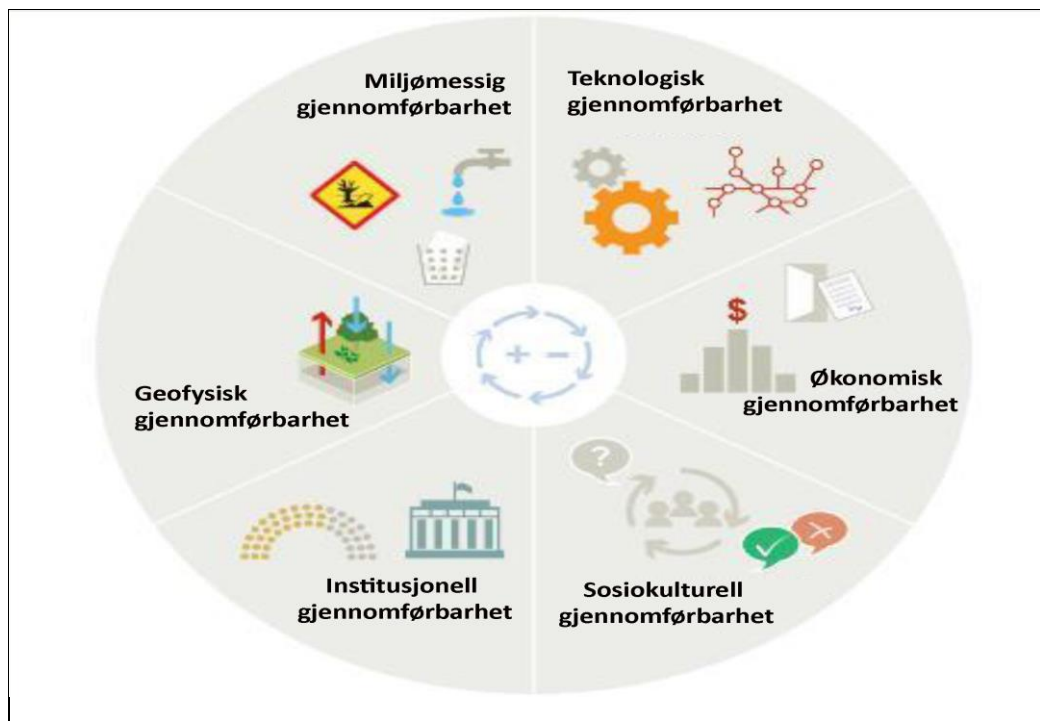 Miljømessig
gjennomførbarhet
Teknologisk
gjennomførbarhet
$
Økonomisk
gjennomførbarhet
Geofysisk
gjennomførbarhet
+ −
?
Institusjonell
gjennomførbarhet
Sosiokulturell
gjennomførbarhet